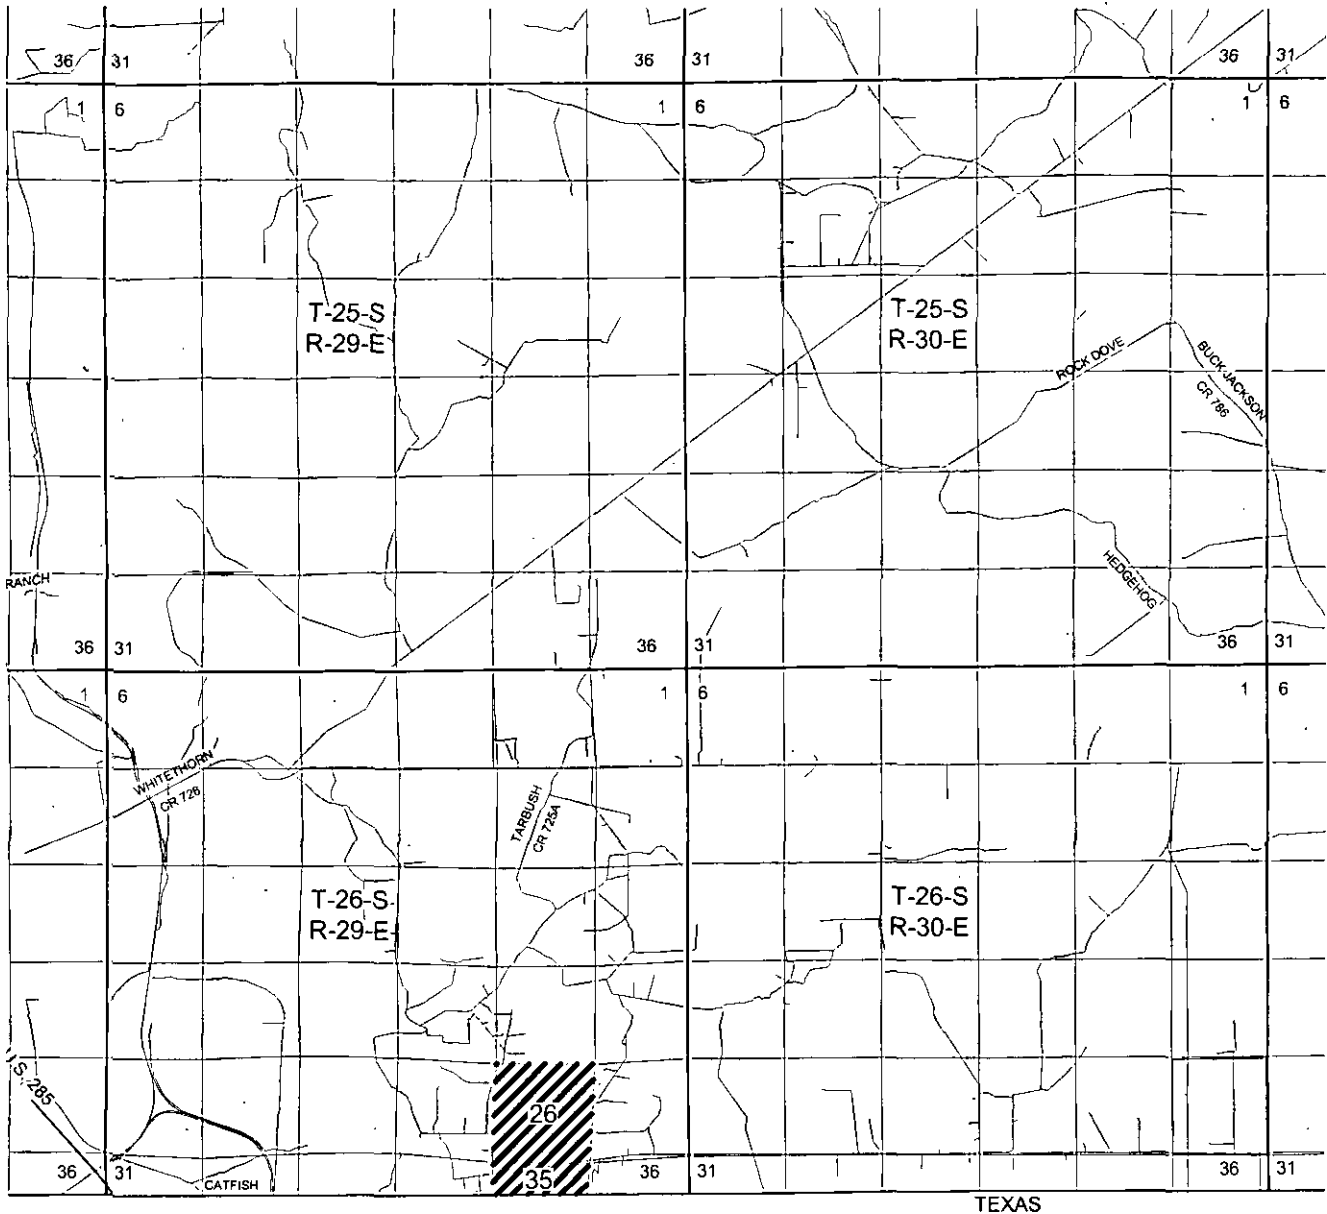 36 31 36 31 36 31
1 6 1 6 1 6
T-25-S
R-29-E
T-25-S
R-30-E
ROCK DOVE
BUCK JACKSON
CR 786
RANCH
HEDGEHOG
36 31 36 31 36 31
1 6 1 6 1 6
WHITETHORN
CR 726
TARBUSH
CR 725A
T-26-S
R-29-E
T-26-S
R-30-E
U.S. 285
26
36 31 35 36 31 36 31
CATFISH
TEXAS